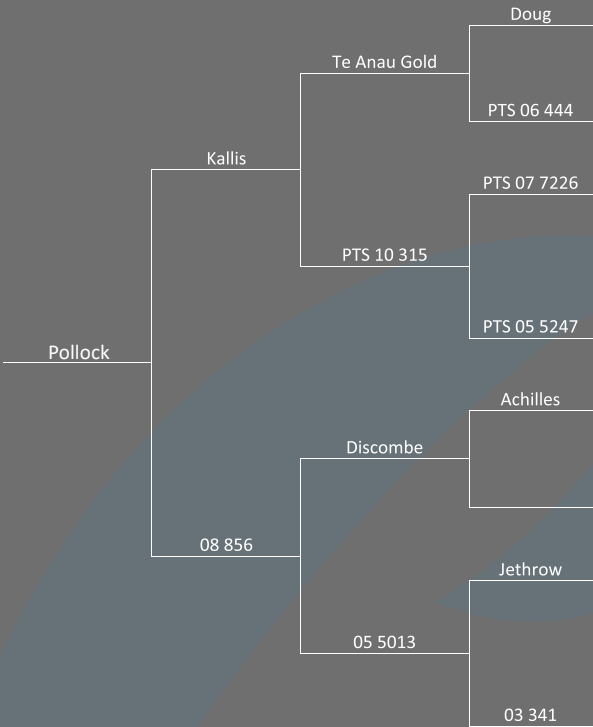 Doug
Te Anau Gold
PTS 06 444
Kallis
PTS 07 7226
PTS 10 315
PTS 05 5247
Pollock
Achilles
Discombe
08 856
Jethrow
05 5013
03 341